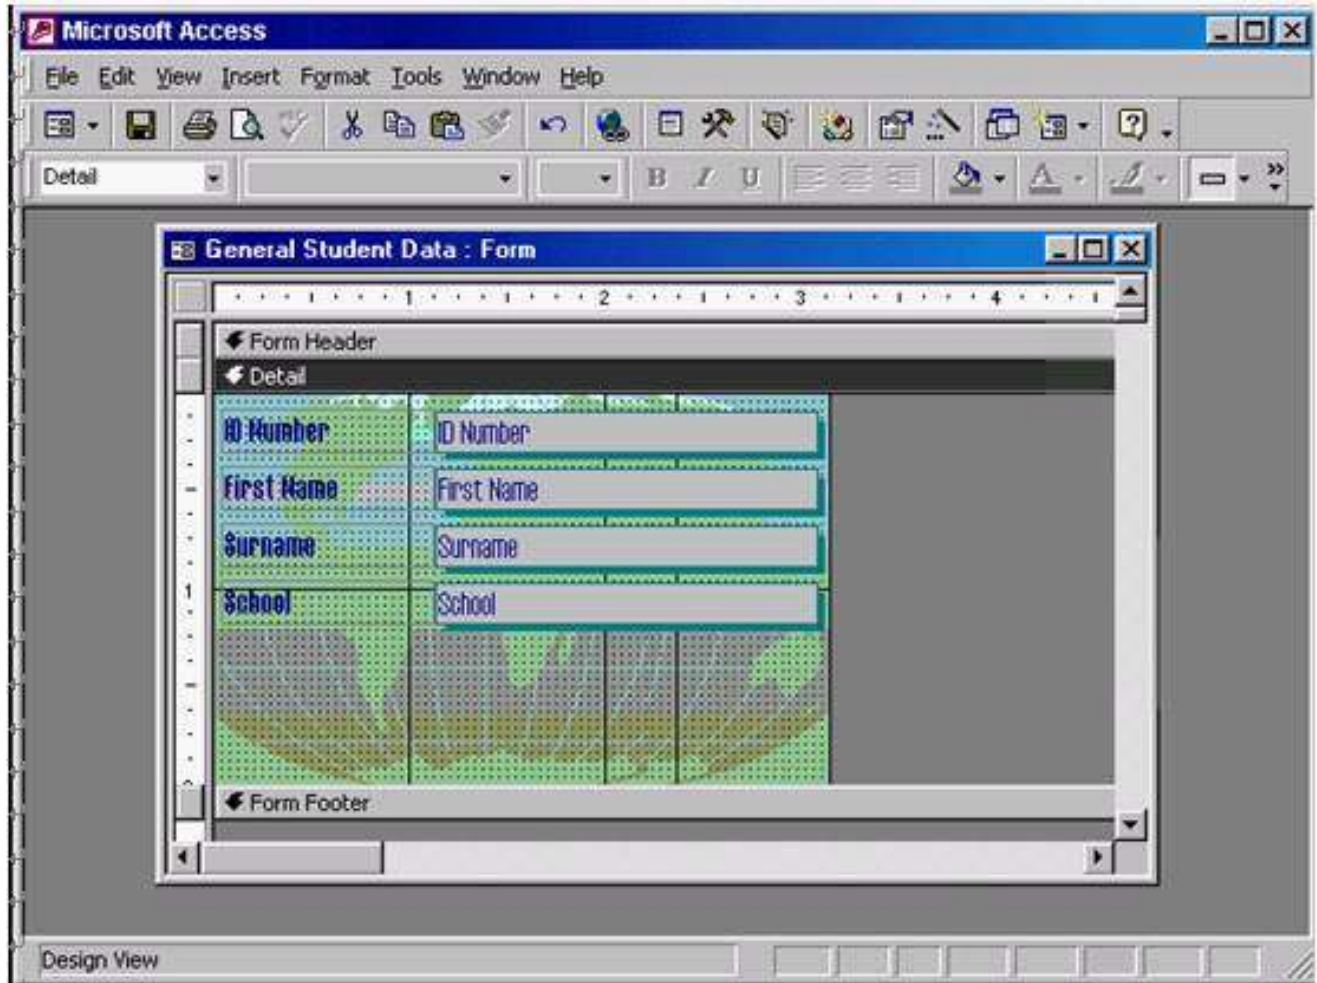 Microsoft Access
File Edit View Insert Format Tools Window Help
Detail B I U
General Student Data : Form
1 2 3 4
Form Header
Detail
ID Number ID Number
First Name First Name
Surname Surname
1
School School
Form Footer
Design View